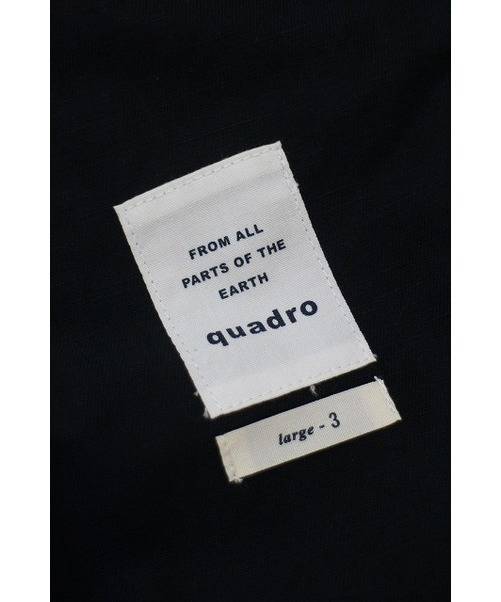 FROM ALL
PARTS OF THE
EARTH
quadro
large - 3